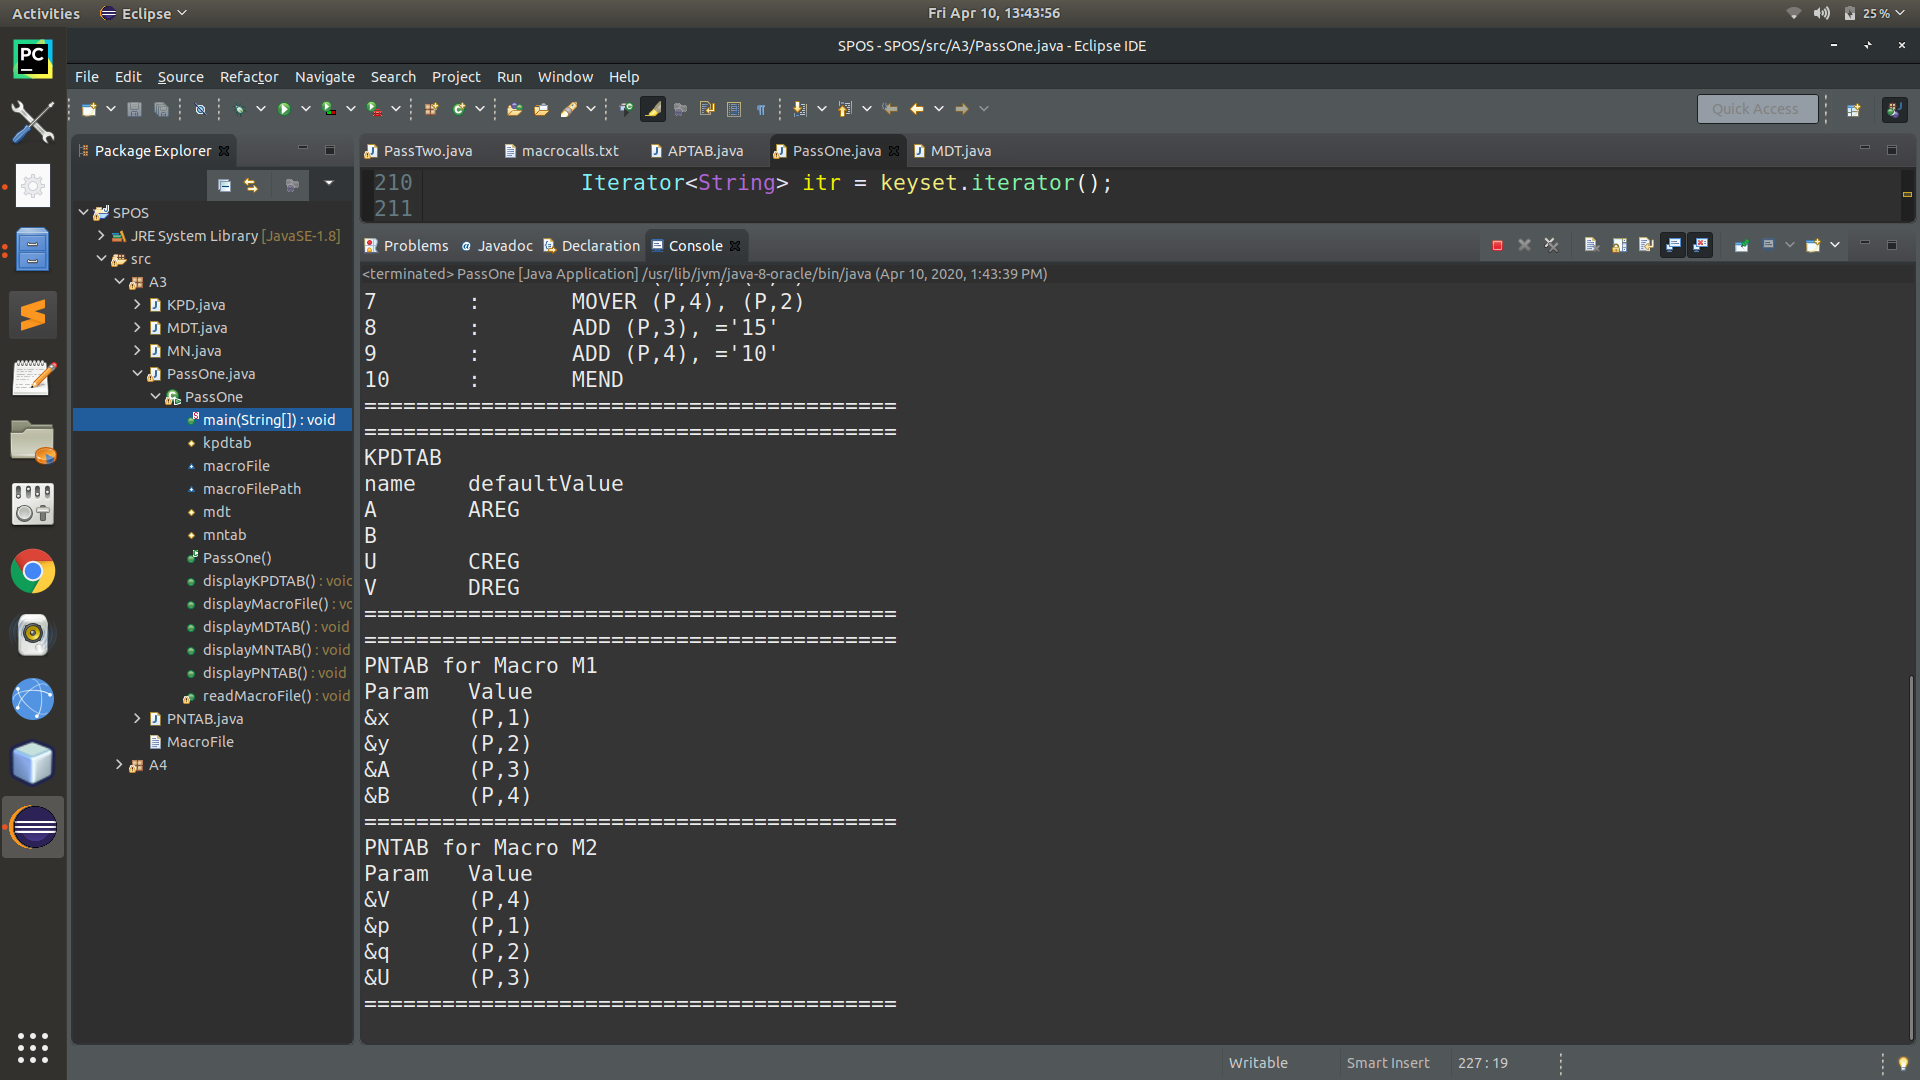 Activities Eclipse Fri Apr 10, 13:43:56 25%
SPOS - SPOS/src/A3/PassOne.java - Eclipse IDE
File Edit Source Refactor Navigate Search Project Run Window Help
Quick Access
Package Explorer
SPOS
JRE System Library [JavaSE-1.8]
src
A3
KPD.java
MDT.java
MN.java
PassOne.java
PassOne
main(String[]) : void
kpdtab
macroFile
macroFilePath
mdt
mntab
PassOne()
displayKPDTAB() : voic
displayMacroFile() : vc
displayMDTAB() : void
displayMNTAB() : void
displayPNTAB() : void
readMacroFile() : void
PNTAB.java
MacroFile
A4
PassTwo.java macrocalls.txt APTAB.java PassOne.java MDT.java
210 Iterator<String> itr = keyset.iterator();
211
Problems Javadoc Declaration Console
<terminated> PassOne [Java Application] /usr/lib/jvm/java-8-oracle/bin/java (Apr 10, 2020, 1:43:39 PM)
7 : MOVER (P,4), (P,2)
8 : ADD (P,3), ='15'
9 : ADD (P,4), ='10'
10 : MEND
=========================================
=========================================
KPDTAB
name defaultValue
A AREG
B
U CREG
V DREG
=========================================
=========================================
PNTAB for Macro M1
Param Value
&x (P,1)
&y (P,2)
&A (P,3)
&B (P,4)
=========================================
PNTAB for Macro M2
Param Value
&V (P,4)
&p (P,1)
&q (P,2)
&U (P,3)
=========================================
Writable Smart Insert 227 : 19
PC